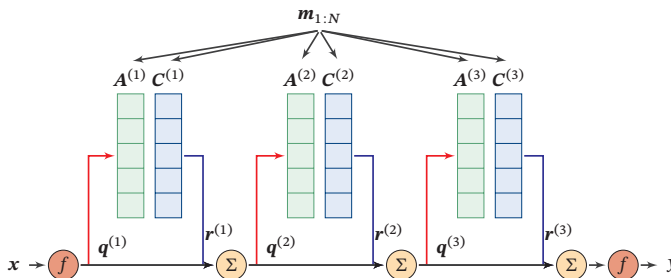 m₁:N
A⁽¹⁾ C⁽¹⁾ A⁽²⁾ C⁽²⁾ A⁽³⁾ C⁽³⁾
r⁽¹⁾ r⁽²⁾ r⁽³⁾
q⁽¹⁾ q⁽²⁾ q⁽³⁾
x f Σ Σ Σ f